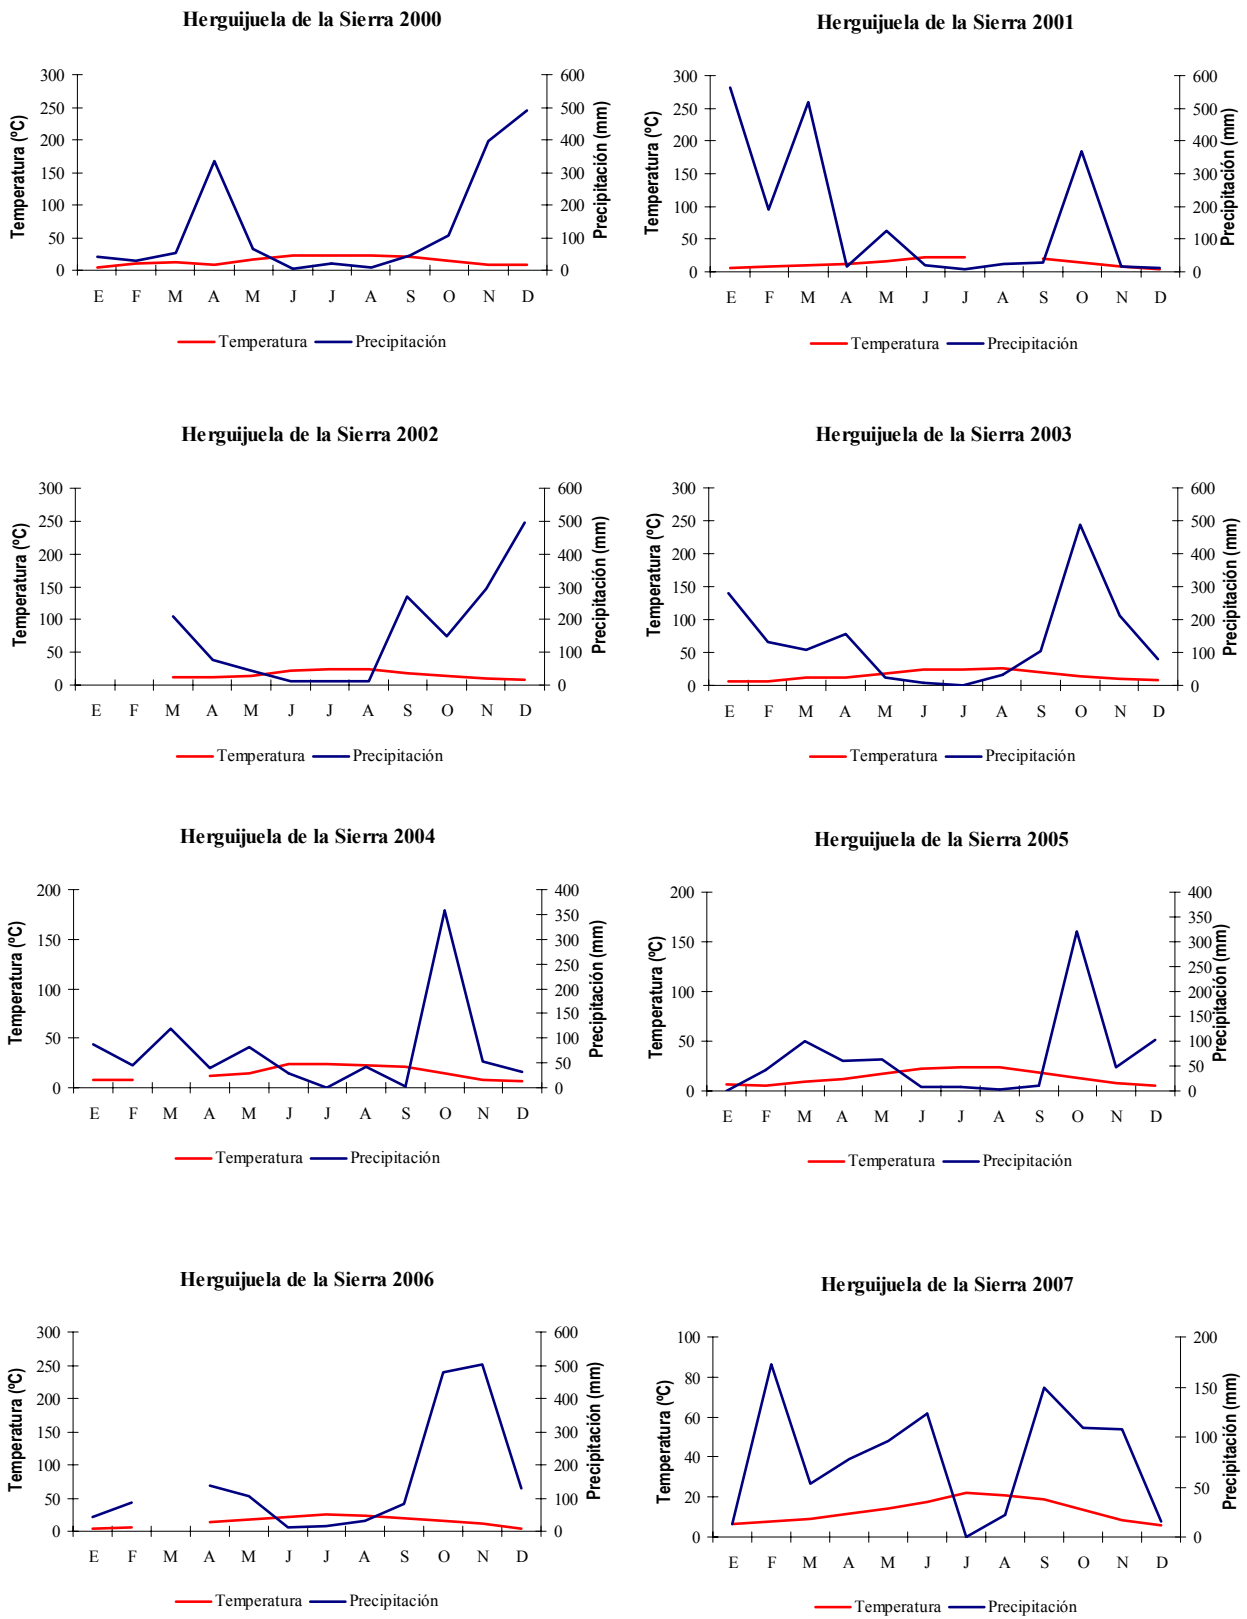 Herguijuela de la Sierra 2000
300
250
200
150
100
50
0
Temperatura (ºC)
600
500
400
300
200
100
0
Precipitación (mm)
E F M A M J J A S O N D
Temperatura Precipitación
Herguijuela de la Sierra 2001
300
250
200
150
100
50
0
Temperatura (ºC)
600
500
400
300
200
100
0
Precipitación (mm)
E F M A M J J A S O N D
Temperatura Precipitación
Herguijuela de la Sierra 2002
300
250
200
150
100
50
0
Temperatura (ºC)
600
500
400
300
200
100
0
Precipitación (mm)
E F M A M J J A S O N D
Temperatura Precipitación
Herguijuela de la Sierra 2003
300
250
200
150
100
50
0
Temperatura (ºC)
600
500
400
300
200
100
0
Precipitación (mm)
E F M A M J J A S O N D
Temperatura Precipitación
Herguijuela de la Sierra 2004
200
150
100
50
0
Temperatura (ºC)
400
350
300
250
200
150
100
50
0
Precipitación (mm)
E F M A M J J A S O N D
Temperatura Precipitación
Herguijuela de la Sierra 2005
200
150
100
50
0
Temperatura (ºC)
400
350
300
250
200
150
100
50
0
Precipitación (mm)
E F M A M J J A S O N D
Temperatura Precipitación
Herguijuela de la Sierra 2006
300
250
200
150
100
50
0
Temperatura (ºC)
600
500
400
300
200
100
0
Precipitación (mm)
E F M A M J J A S O N D
Temperatura Precipitación
Herguijuela de la Sierra 2007
100
80
60
40
20
0
Temperatura (ºC)
200
150
100
50
0
Precipitación (mm)
E F M A M J J A S O N D
Temperatura Precipitación